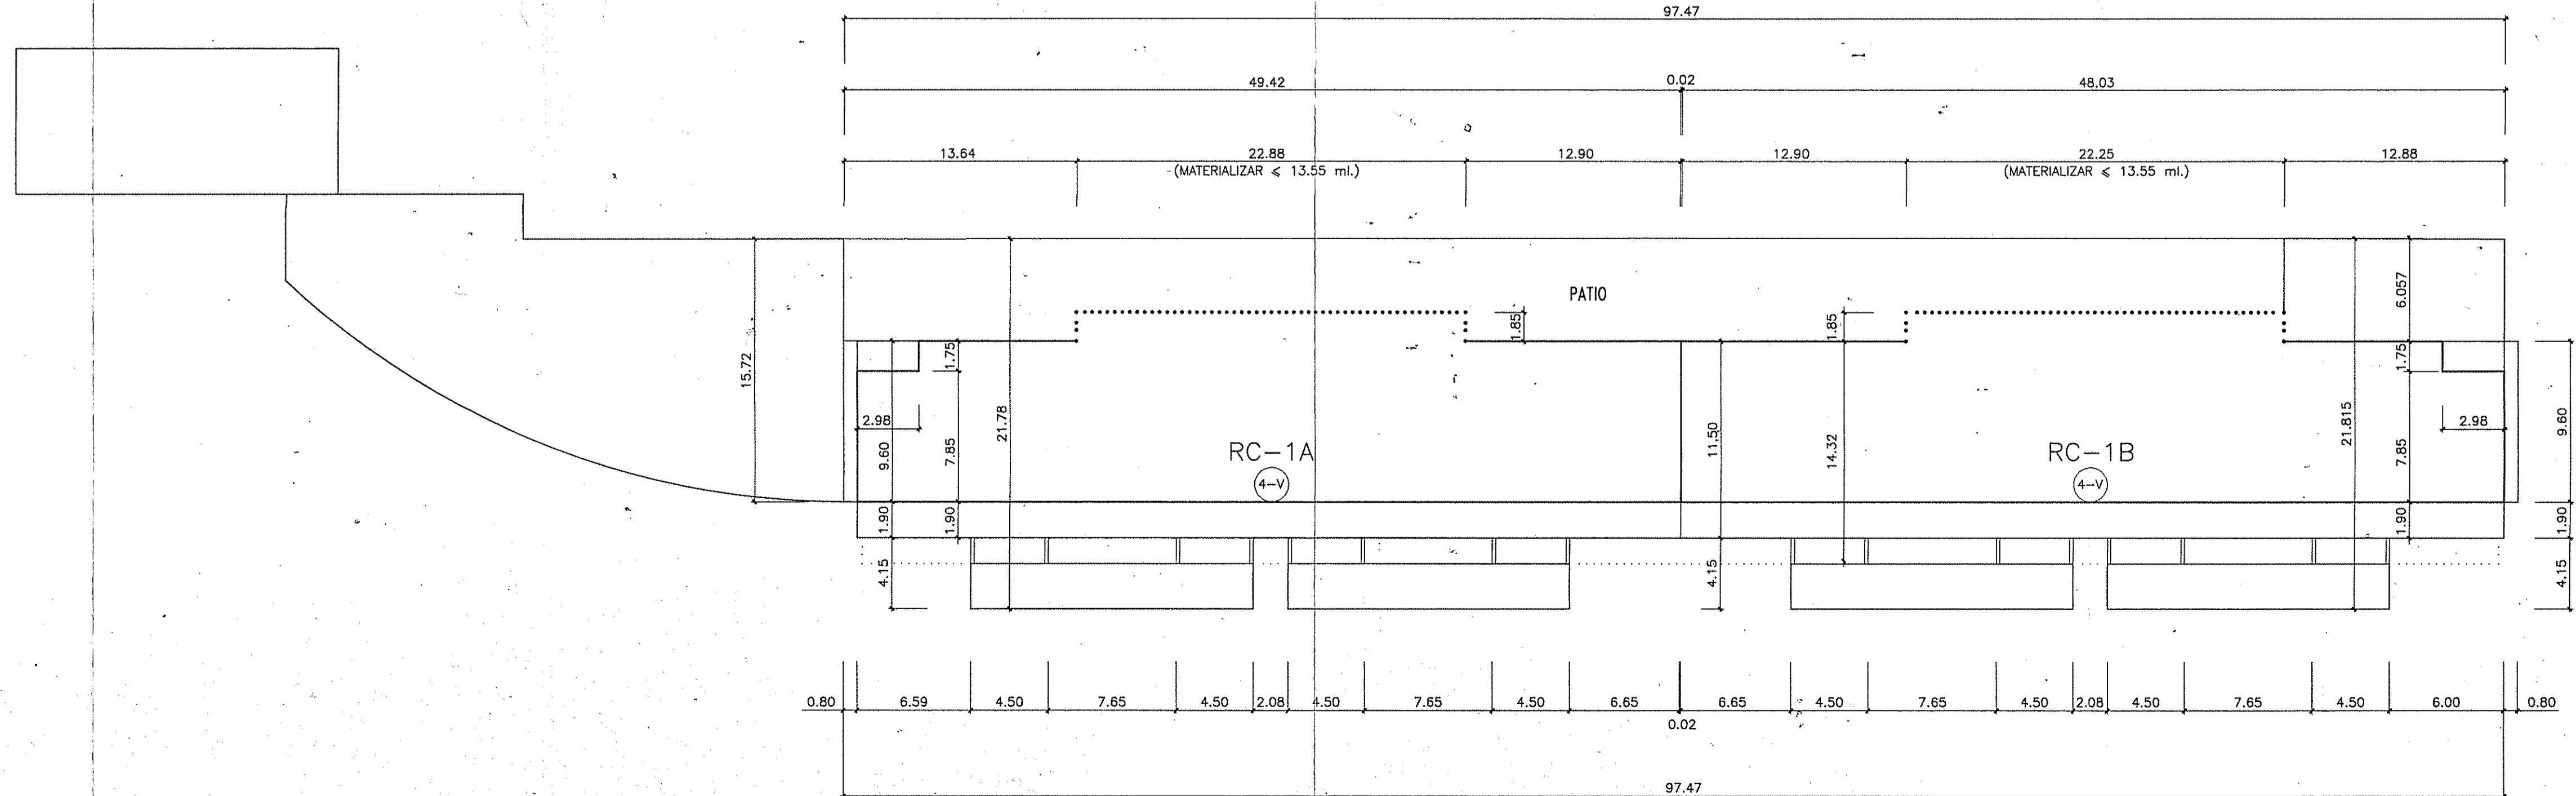 97.47
49.42 0.02 48.03
13.64 22.88 12.90 12.90 22.25 12.88
(MATERIALIZAR ⩽ 13.55 ml.) (MATERIALIZAR ⩽ 13.55 ml.)
PATIO
6.057
1.85 1.85
1.75 1.75
15.72
2.98 2.98
21.78 21.815
9.60 7.85 11.50 14.32 7.85 9.60
RC-1A RC-1B
4-V 4-V
1.90 1.90 1.90 1.90
4.15 4.15 4.15
0.80 6.59 4.50 7.65 4.50 2.08 4.50 7.65 4.50 6.65 6.65 4.50 7.65 4.50 2.08 4.50 7.65 4.50 6.00 0.80
0.02
97.47